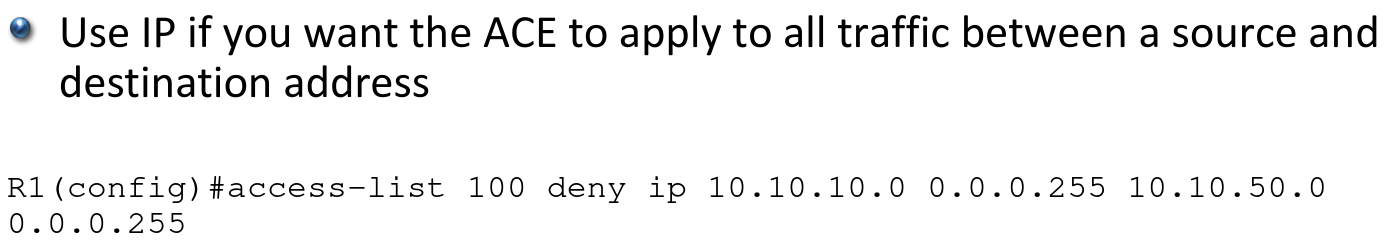 Use IP if you want the ACE to apply to all traffic between a source and
destination address
R1(config)#access-list 100 deny ip 10.10.10.0 0.0.0.255 10.10.50.0
0.0.0.255